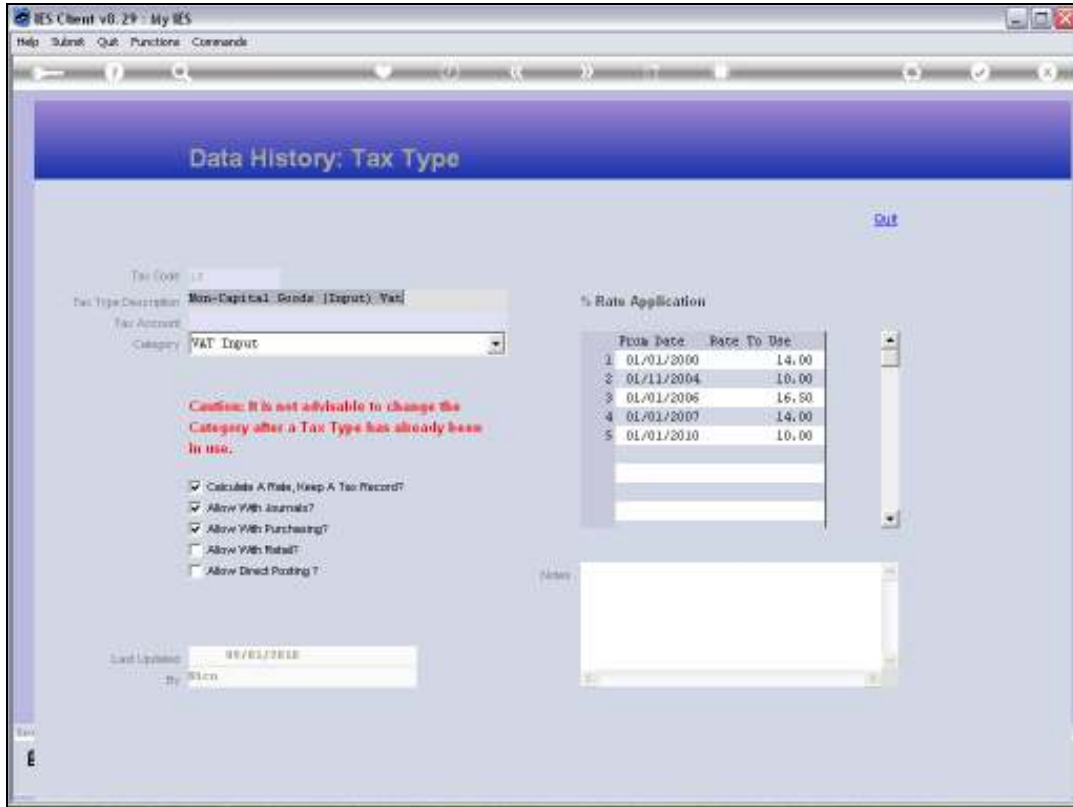 IES Client v8.29 : My IES
Help Submit Quit Functions Commands
Data History: Tax Type
Quit
Tax Code
Tax Type Description Non-Capital Goods (Input) Vat
Tax Account
Category VAT Input
% Rate Application
From Date Rate To Use
1 01/01/2000 14.00
2 01/11/2004 10.00
3 01/01/2006 16.50
4 01/01/2007 14.00
5 01/01/2010 10.00
Caution: It is not advisable to change the
Category after a Tax Type has already been
in use.
Calculate A Rate, Keep A Tax Record?
Allow With Journals?
Allow With Purchasing?
Allow With Retail?
Allow Direct Posting ?
Notes
Last Updated
By Nico